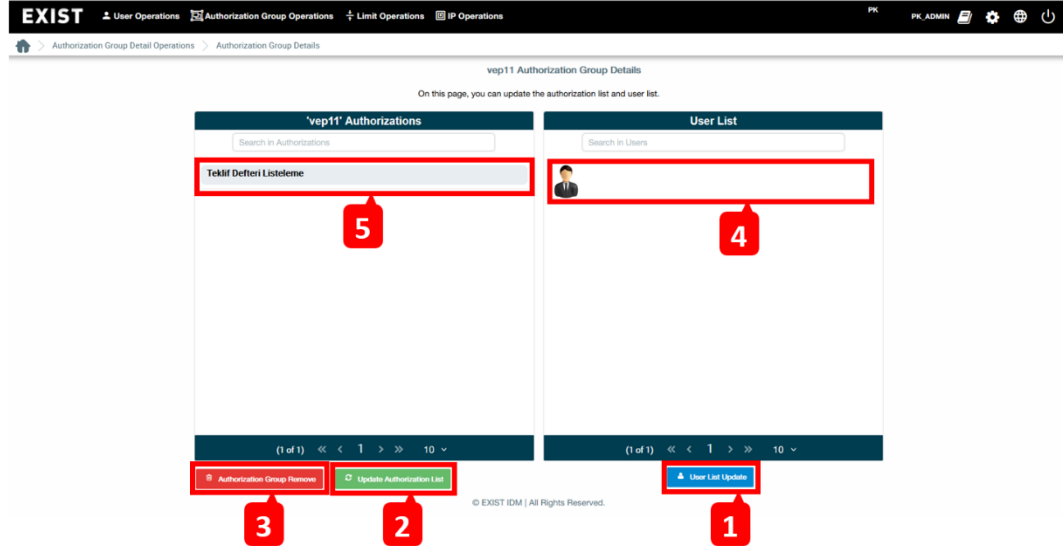 EXIST User Operations Authorization Group Operations Limit Operations IP Operations PK PK_ADMIN
Authorization Group Detail Operations Authorization Group Details
vep11 Authorization Group Details
On this page, you can update the authorization list and user list.
'vep11' Authorizations
Search in Authorizations
Teklif Defteri Listeleme
5
(1 of 1) « < 1 > » 10
User List
Search in Users
4
(1 of 1) « < 1 > » 10
Authorization Group Remove Update Authorization List User List Update
© EXIST IDM | All Rights Reserved.
3 2 1